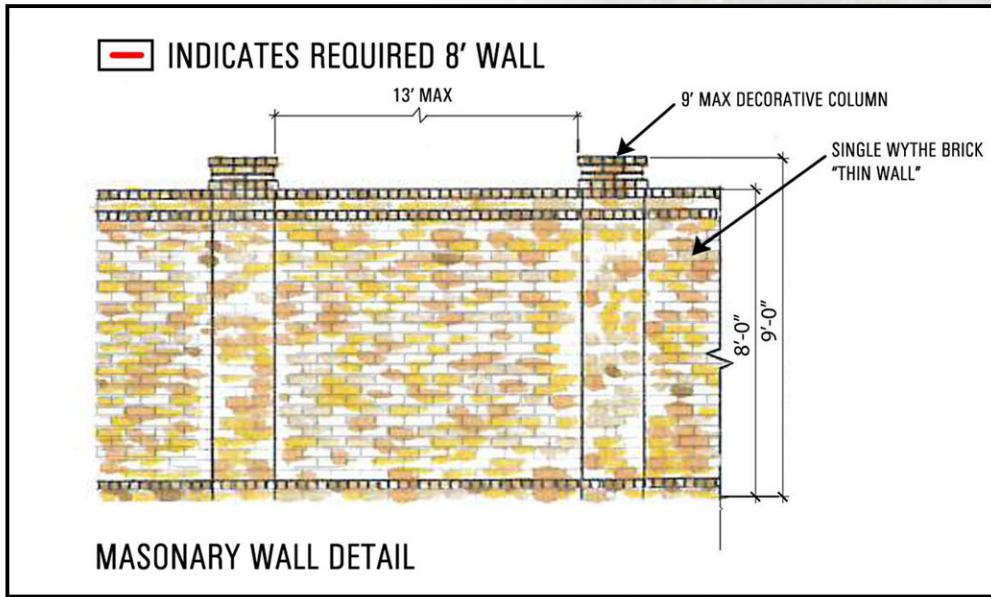 INDICATES REQUIRED 8' WALL
13' MAX
9' MAX DECORATIVE COLUMN
SINGLE WYTHE BRICK
"THIN WALL"
8'-0"
9'-0"
MASONARY WALL DETAIL